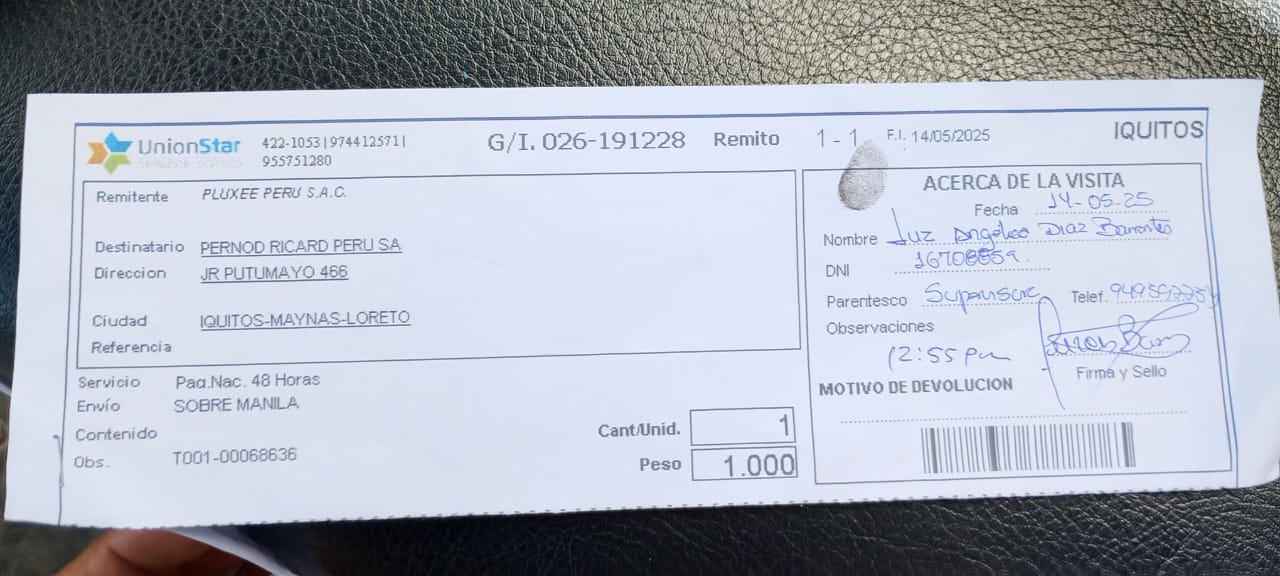 UnionStar
422-1053|974412571|
955751280
G/I. 026-191228 Remito 1 - 1 F.I. 14/05/2025 IQUITOS
Remitente PLUXEE PERU S.A.C.
Destinatario PERNOD RICARD PERU SA
Direccion JR PUTUMAYO 466
Ciudad IQUITOS-MAYNAS-LORETO
Referencia
Servicio Paq.Nac. 48 Horas
Envío SOBRE MANILA
Contenido
Obs. T001-00068636
Cant/Unid. 1
Peso 1.000
ACERCA DE LA VISITA
Fecha 14-05-25
Nombre Luz Angelica Diaz Barrantes
DNI
Parentesco Supervisora Telef.
Observaciones
12:55 Pm
Firma y Sello
MOTIVO DE DEVOLUCION